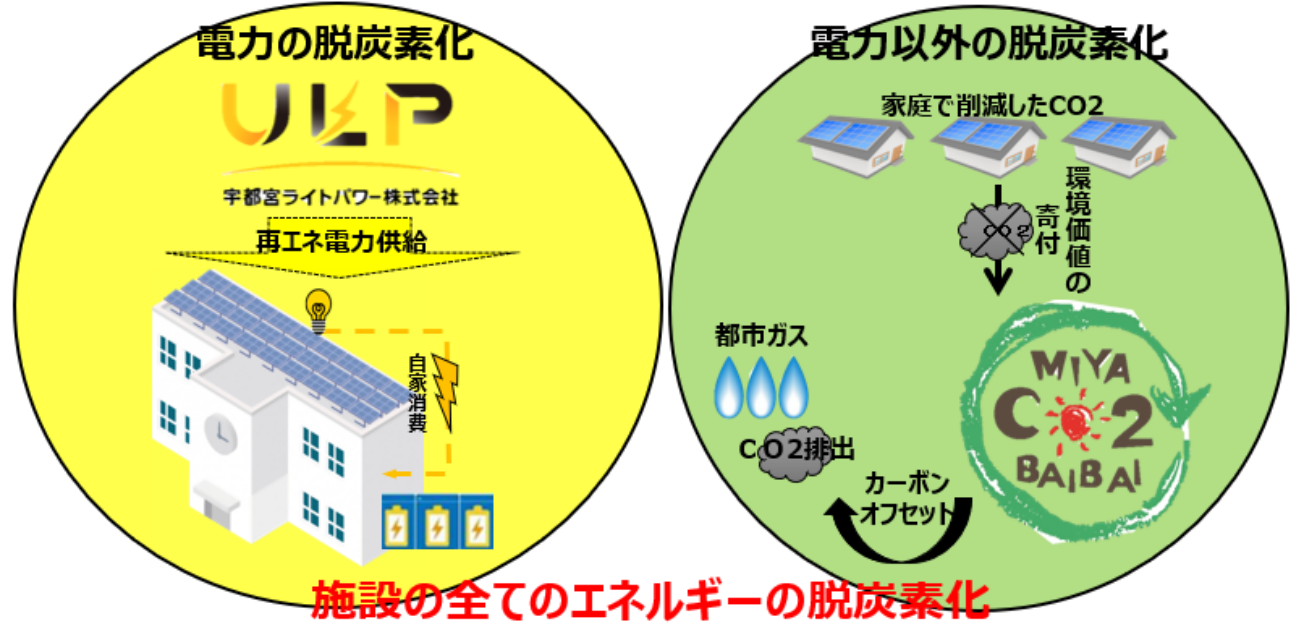 電力の脱炭素化
ULP
宇都宮ライトパワー株式会社
再エネ電力供給
自家消費
電力以外の脱炭素化
家庭で削減したCO2
環境価値の
寄付
CO2
都市ガス
CO2排出
カーボン
オフセット
MIYA
CO2
BAIBAI
施設の全てのエネルギーの脱炭素化